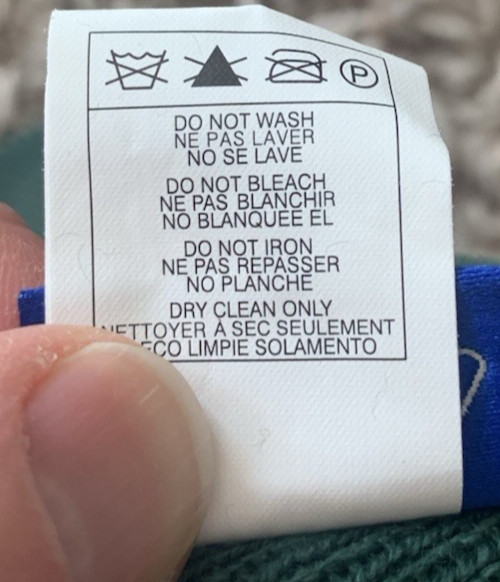 P
DO NOT WASH
NE PAS LAVER
NO SE LAVE
DO NOT BLEACH
NE PAS BLANCHIR
NO BLANQUEE EL
DO NOT IRON
NE PAS REPASSER
NO PLANCHE
DRY CLEAN ONLY
NETTOYER À SEC SEULEMENT
LIMPIE SOLAMENTO